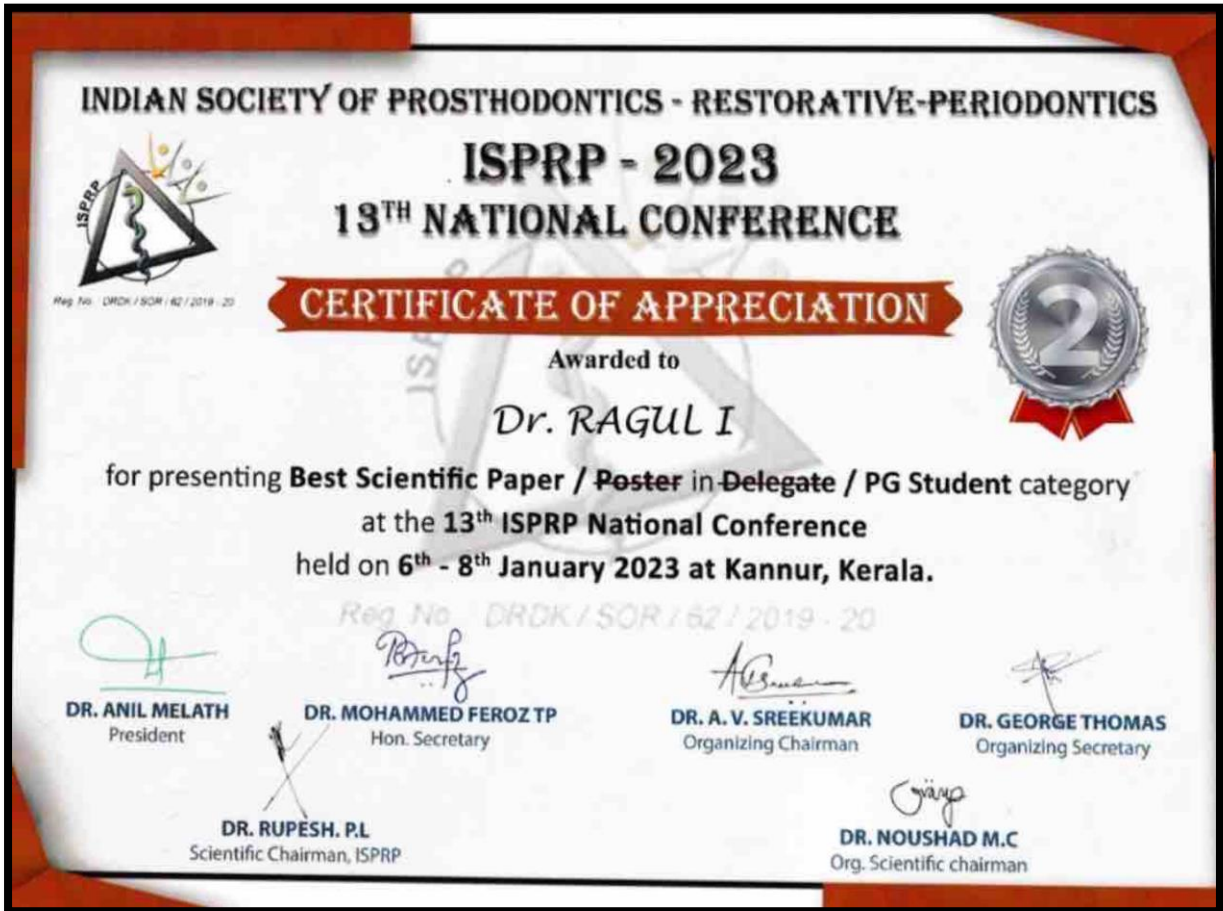 INDIAN SOCIETY OF PROSTHODONTICS - RESTORATIVE-PERIODONTICS
ISPRP - 2023
13TH NATIONAL CONFERENCE
ISPRP
Reg. No. : DRDK / SOR / 62 / 2019 - 20
CERTIFICATE OF APPRECIATION
2
Awarded to
Dr. RAGUL I
for presenting Best Scientific Paper / Poster in Delegate / PG Student category
at the 13th ISPRP National Conference
held on 6th - 8th January 2023 at Kannur, Kerala.
Reg. No. DRDK / SOR / 62 / 2019 - 20
DR. ANIL MELATH
President
DR. MOHAMMED FEROZ TP
Hon. Secretary
DR. A. V. SREEKUMAR
Organizing Chairman
DR. GEORGE THOMAS
Organizing Secretary
DR. RUPESH. P.L
Scientific Chairman, ISPRP
DR. NOUSHAD M.C
Org. Scientific chairman